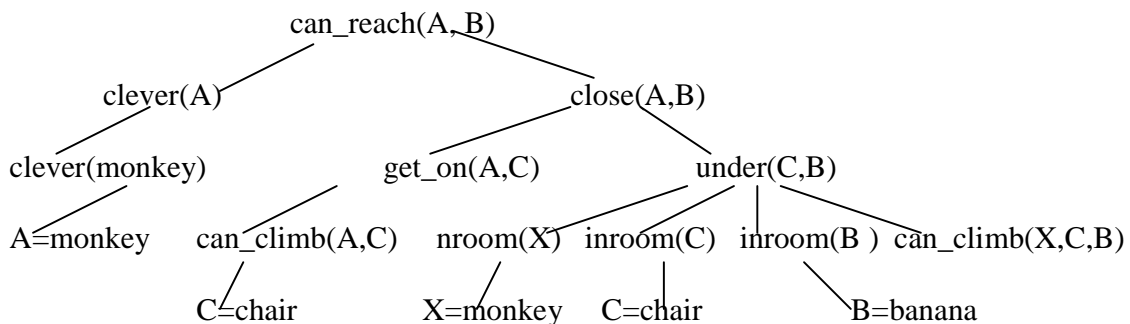 can_reach(A, B)
clever(A) close(A,B)
clever(monkey) get_on(A,C) under(C,B)
A=monkey can_climb(A,C) nroom(X) inroom(C) inroom(B ) can_climb(X,C,B)
C=chair X=monkey C=chair B=banana